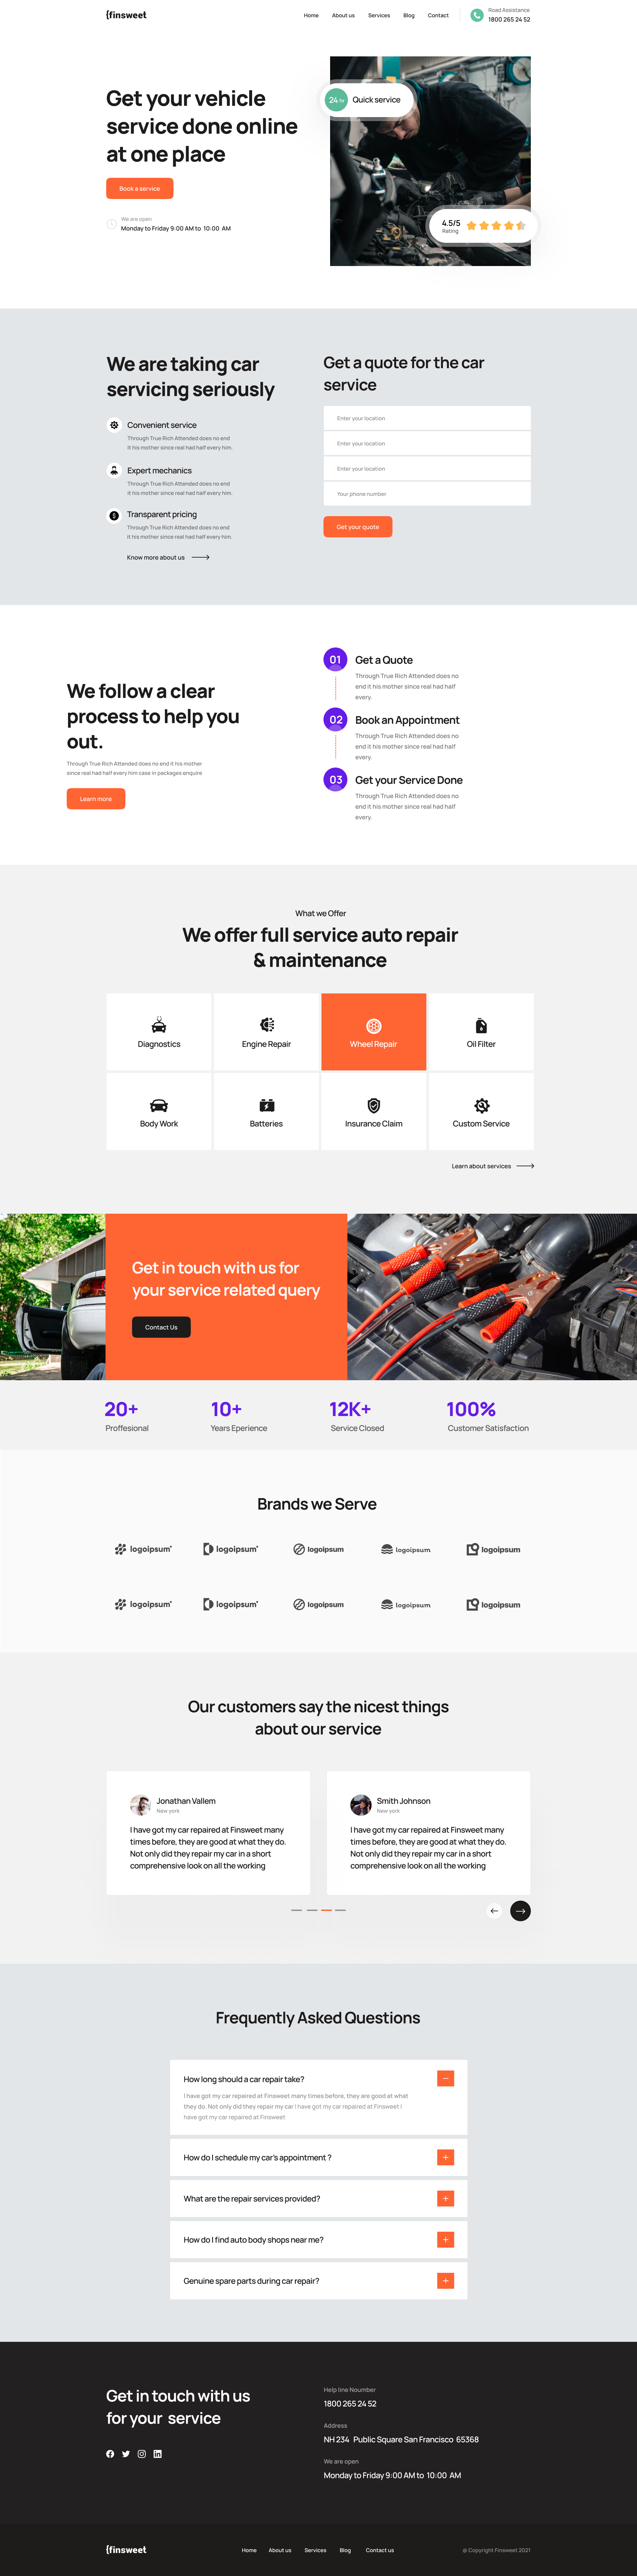 {finsweet
Home About us Services Blog Contact
Road Assistance
1800 265 24 52
Get your vehicle
service done online
at one place
Book a service
We are open
Monday to Friday 9:00 AM to 10:00 AM
24 hr Quick service
4.5/5
Rating
We are taking car
servicing seriously
Convenient service
Through True Rich Attended does no end
it his mother since real had half every him.
Expert mechanics
Through True Rich Attended does no end
it his mother since real had half every him.
Transparent pricing
Through True Rich Attended does no end
it his mother since real had half every him.
Know more about us
Get a quote for the car
service
Enter your location
Enter your location
Enter your location
Your phone number
Get your quote
We follow a clear
process to help you
out.
Through True Rich Attended does no end it his mother
since real had half every him case in packages enquire
Learn more
01
Get a Quote
Through True Rich Attended does no
end it his mother since real had half
every.
02
Book an Appointment
Through True Rich Attended does no
end it his mother since real had half
every.
03
Get your Service Done
Through True Rich Attended does no
end it his mother since real had half
every.
What we Offer
We offer full service auto repair
& maintenance
Diagnostics
Engine Repair
Wheel Repair
Oil Filter
Body Work
Batteries
Insurance Claim
Custom Service
Learn about services
Get in touch with us for
your service related query
Contact Us
20+
Proffesional
10+
Years Eperience
12K+
Service Closed
100%
Customer Satisfaction
Brands we Serve
logoipsum logoipsum logoipsum logoipsum logoipsum
logoipsum logoipsum logoipsum logoipsum logoipsum
Our customers say the nicest things
about our service
Jonathan Vallem
New york
I have got my car repaired at Finsweet many
times before, they are good at what they do.
Not only did they repair my car in a short
comprehensive look on all the working
Smith Johnson
New york
I have got my car repaired at Finsweet many
times before, they are good at what they do.
Not only did they repair my car in a short
comprehensive look on all the working
Frequently Asked Questions
How long should a car repair take?
I have got my car repaired at Finsweet many times before, they are good at what
they do. Not only did they repair my car I have got my car repaired at Finsweet I
have got my car repaired at Finsweet
How do I schedule my car's appointment ?
What are the repair services provided?
How do I find auto body shops near me?
Genuine spare parts during car repair?
Get in touch with us
for your service
Help line Noumber
1800 265 24 52
Address
NH 234 Public Square San Francisco 65368
We are open
Monday to Friday 9:00 AM to 10:00 AM
{finsweet
Home About us Services Blog Contact us
@ Copyright Finsweet 2021